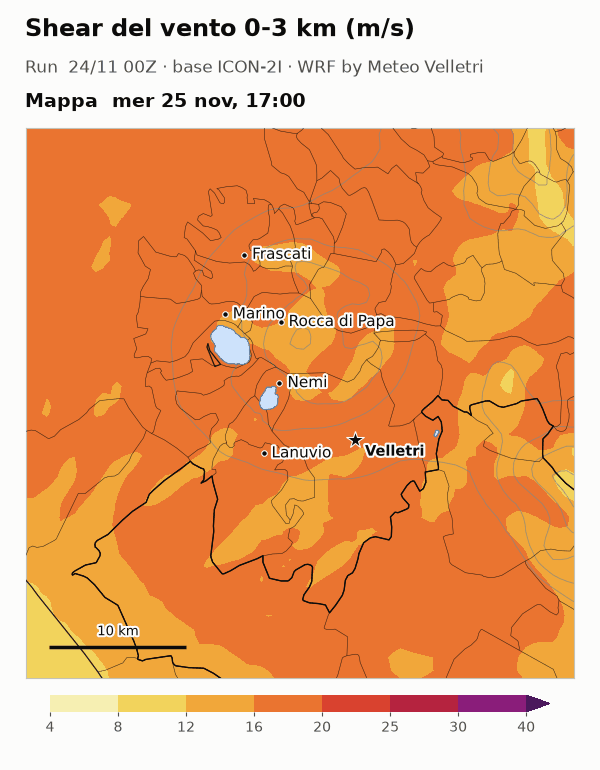 Shear del vento 0-3 km (m/s)
Run  24/11 00Z · base ICON-2I · WRF by Meteo Velletri
Mappa  mer 25 nov, 17:00
Frascati
Marino
Rocca di Papa
Nemi
Velletri
Lanuvio
10 km
4 8 12 16 20 25 30 40